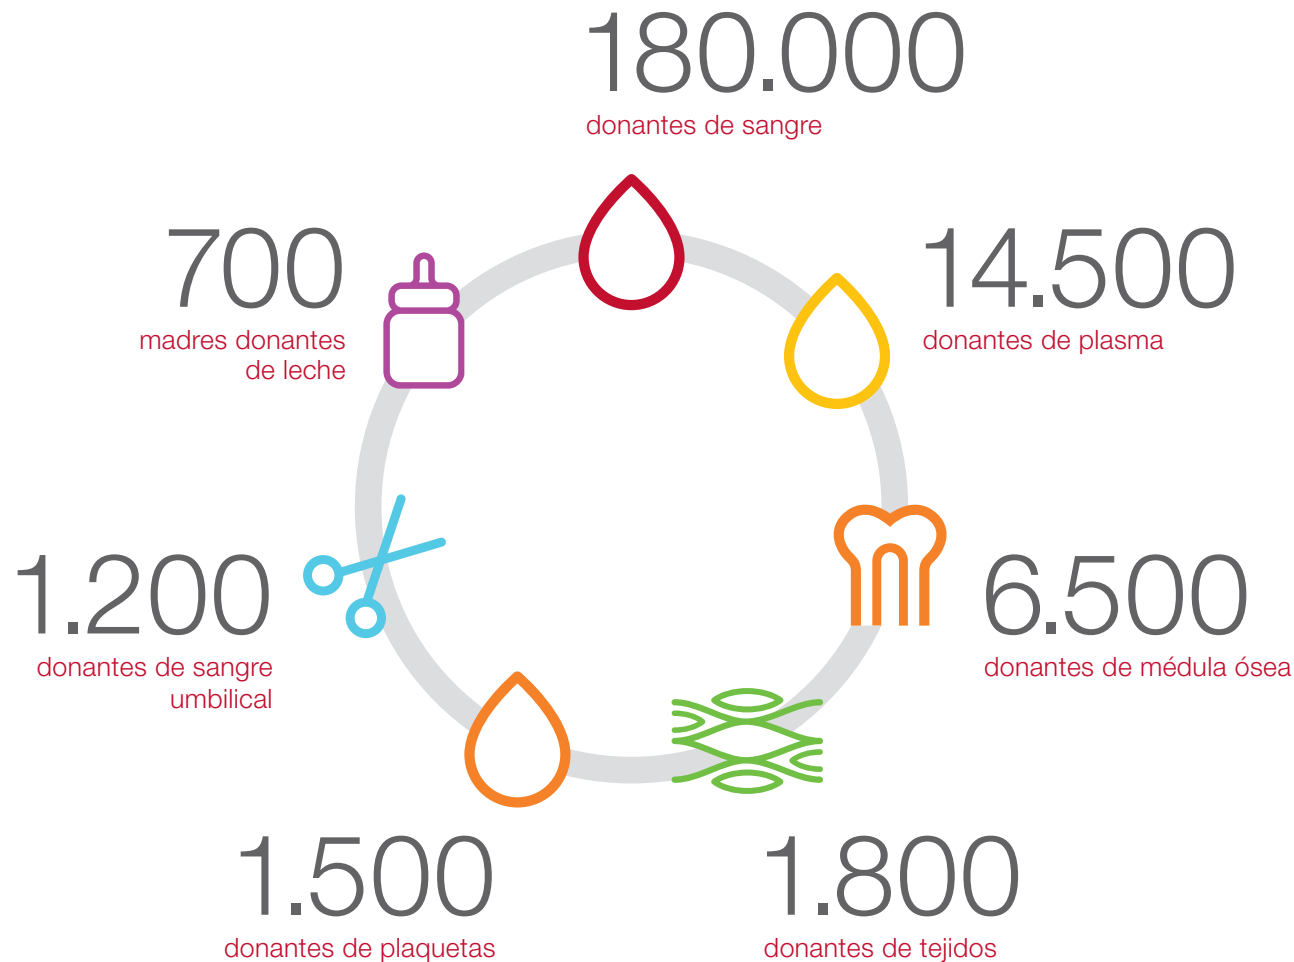 180.000
donantes de sangre
700
madres donantes
de leche
14.500
donantes de plasma
1.200
donantes de sangre
umbilical
6.500
donantes de médula ósea
1.500
donantes de plaquetas
1.800
donantes de tejidos